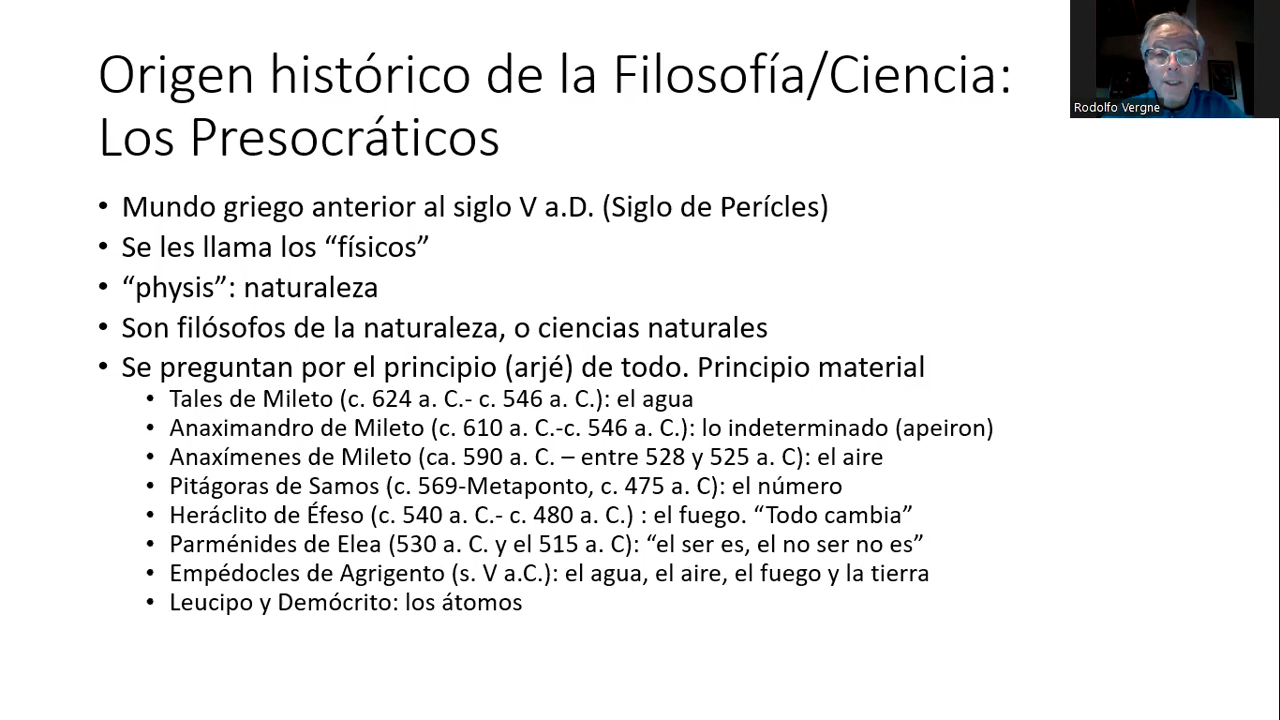 Origen histórico de la Filosofía/Ciencia:
Los Presocráticos
Rodolfo Vergne
• Mundo griego anterior al siglo V a.D. (Siglo de Perícles)
• Se les llama los “físicos”
• “physis”: naturaleza
• Son filósofos de la naturaleza, o ciencias naturales
• Se preguntan por el principio (arjé) de todo. Principio material
• Tales de Mileto (c. 624 a. C.- c. 546 a. C.): el agua
• Anaximandro de Mileto (c. 610 a. C.-c. 546 a. C.): lo indeterminado (apeiron)
• Anaxímenes de Mileto (ca. 590 a. C. – entre 528 y 525 a. C): el aire
• Pitágoras de Samos (c. 569-Metaponto, c. 475 a. C): el número
• Heráclito de Éfeso (c. 540 a. C.- c. 480 a. C.) : el fuego. “Todo cambia”
• Parménides de Elea (530 a. C. y el 515 a. C): “el ser es, el no ser no es”
• Empédocles de Agrigento (s. V a.C.): el agua, el aire, el fuego y la tierra
• Leucipo y Demócrito: los átomos